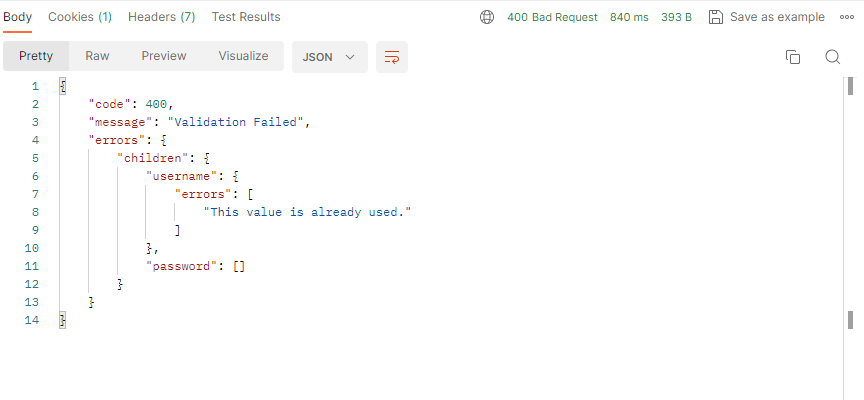 Body Cookies (1) Headers (7) Test Results 400 Bad Request 840 ms 393 B Save as example
Pretty Raw Preview Visualize JSON
1 {
2 "code": 400,
3 "message": "Validation Failed",
4 "errors": {
5 "children": {
6 "username": {
7 "errors": [
8 "This value is already used."
9 ]
10 },
11 "password": []
12 }
13 }
14 }